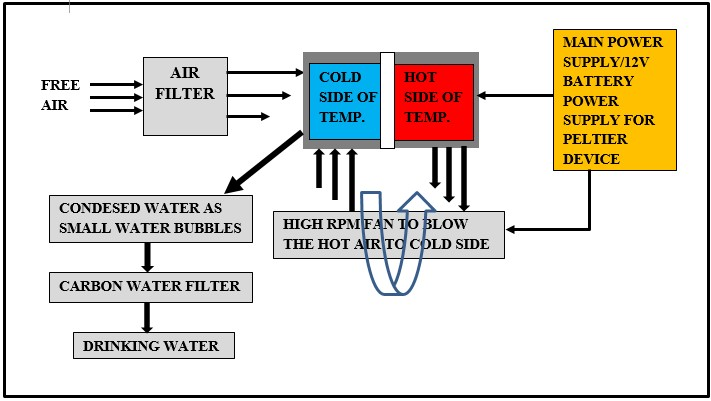 FREE
AIR
AIR
FILTER
COLD
SIDE OF
TEMP.
HOT
SIDE OF
TEMP.
MAIN POWER
SUPPLY/12V
BATTERY
POWER
SUPPLY FOR
PELTIER
DEVICE
CONDESED WATER AS
SMALL WATER BUBBLES
HIGH RPM FAN TO BLOW
THE HOT AIR TO COLD SIDE
CARBON WATER FILTER
DRINKING WATER